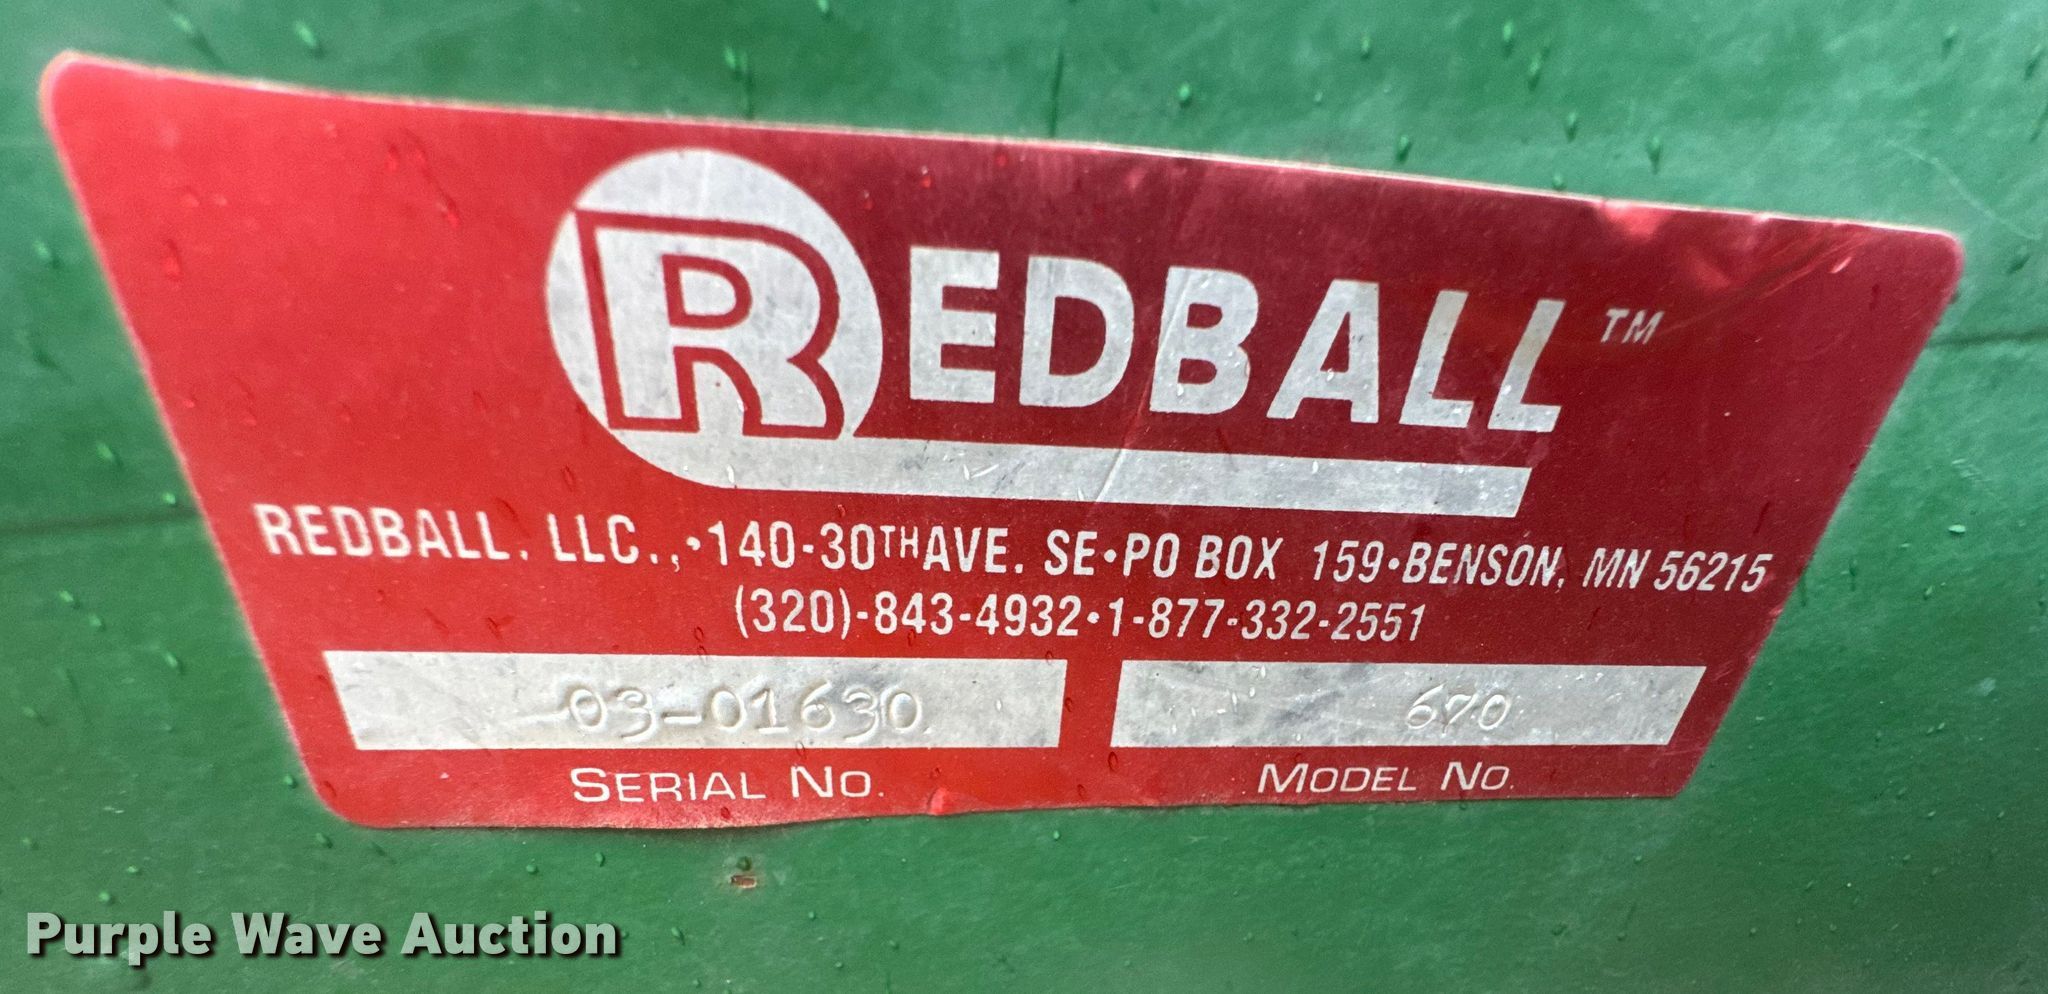 REDBALL™
REDBALL. LLC.,•140-30TH AVE. SE•PO BOX 159•BENSON, MN 56215
(320)-843-4932•1-877-332-2551
03-01630 670
SERIAL NO. MODEL NO.
Purple Wave Auction